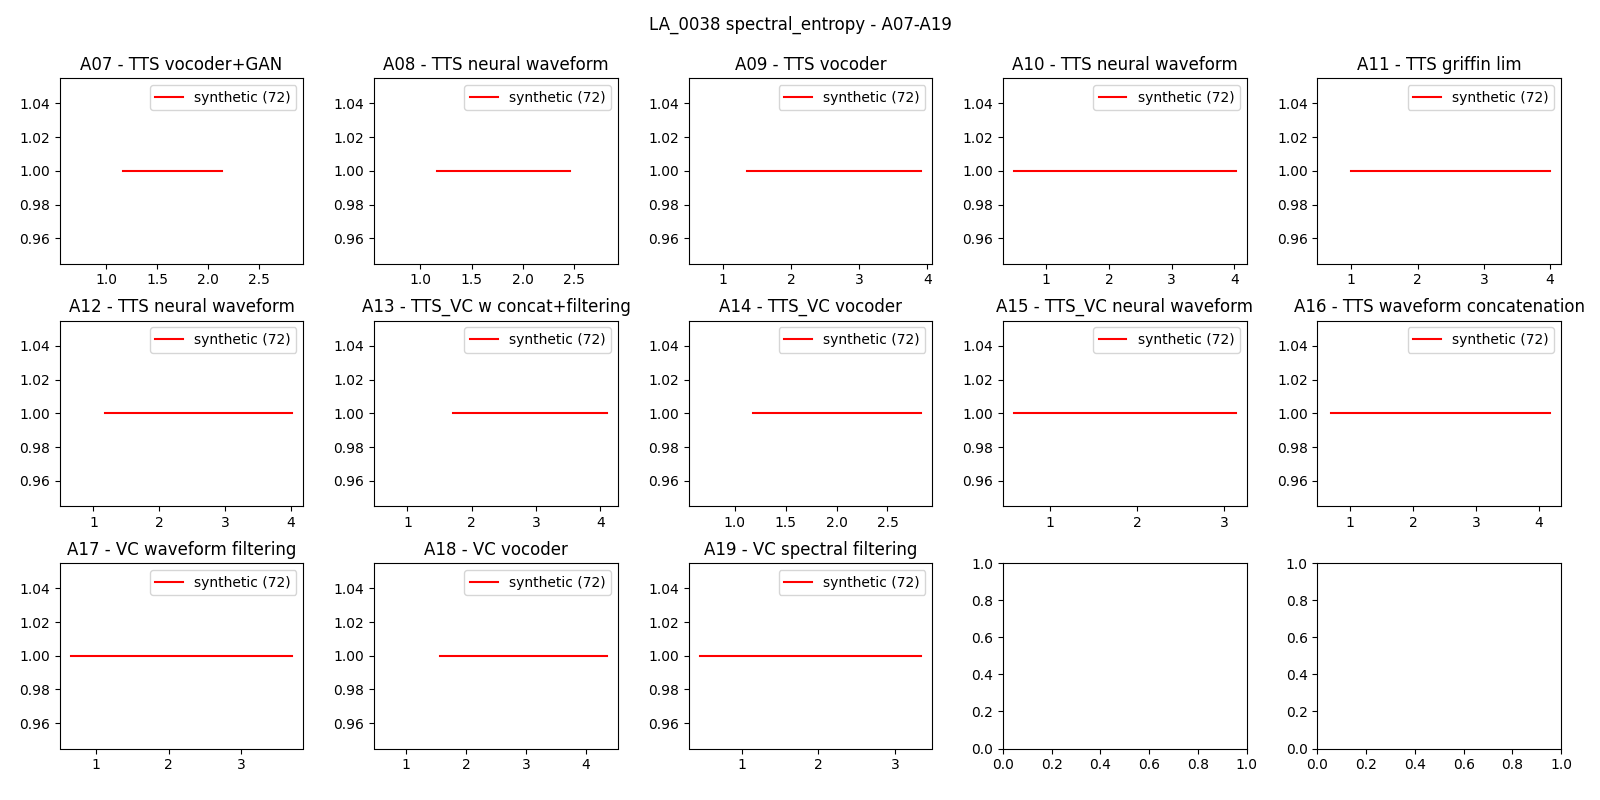 LA_0038 spectral_entropy - A07-A19
A07 - TTS vocoder+GAN
A08 - TTS neural waveform
A09 - TTS vocoder
A10 - TTS neural waveform
A11 - TTS griffin lim
synthetic (72)
synthetic (72)
synthetic (72)
synthetic (72)
synthetic (72)
1.04 1.02 1.00 0.98 0.96
1.04 1.02 1.00 0.98 0.96
1.04 1.02 1.00 0.98 0.96
1.04 1.02 1.00 0.98 0.96
1.04 1.02 1.00 0.98 0.96
1.0 1.5 2.0 2.5
1.0 1.5 2.0 2.5
1 2 3 4
1 2 3 4
1 2 3 4
A12 - TTS neural waveform
A13 - TTS_VC w concat+filtering
A14 - TTS_VC vocoder
A15 - TTS_VC neural waveform
A16 - TTS waveform concatenation
synthetic (72)
synthetic (72)
synthetic (72)
synthetic (72)
synthetic (72)
1.04 1.02 1.00 0.98 0.96
1.04 1.02 1.00 0.98 0.96
1.04 1.02 1.00 0.98 0.96
1.04 1.02 1.00 0.98 0.96
1.04 1.02 1.00 0.98 0.96
1 2 3 4
1 2 3 4
1.0 1.5 2.0 2.5
1 2 3
1 2 3 4
A17 - VC waveform filtering
A18 - VC vocoder
A19 - VC spectral filtering
synthetic (72)
synthetic (72)
synthetic (72)
1.04 1.02 1.00 0.98 0.96
1.04 1.02 1.00 0.98 0.96
1.04 1.02 1.00 0.98 0.96
1.0 0.8 0.6 0.4 0.2 0.0
1.0 0.8 0.6 0.4 0.2 0.0
1 2 3
1 2 3 4
1 2 3
0.0 0.2 0.4 0.6 0.8 1.0
0.0 0.2 0.4 0.6 0.8 1.0